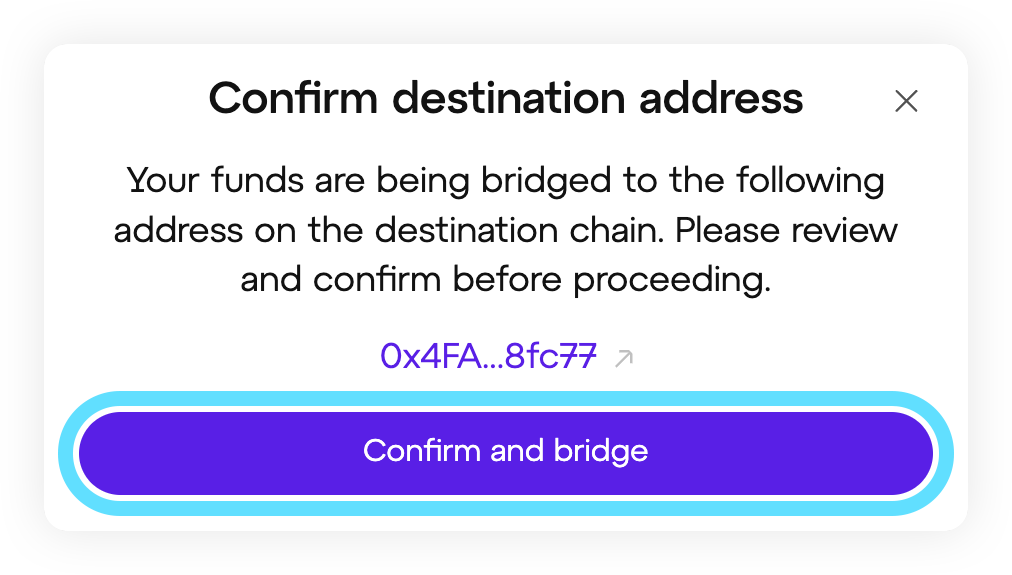 Confirm destination address
Your funds are being bridged to the following
address on the destination chain. Please review
and confirm before proceeding.
0x4FA...8fc77
Confirm and bridge